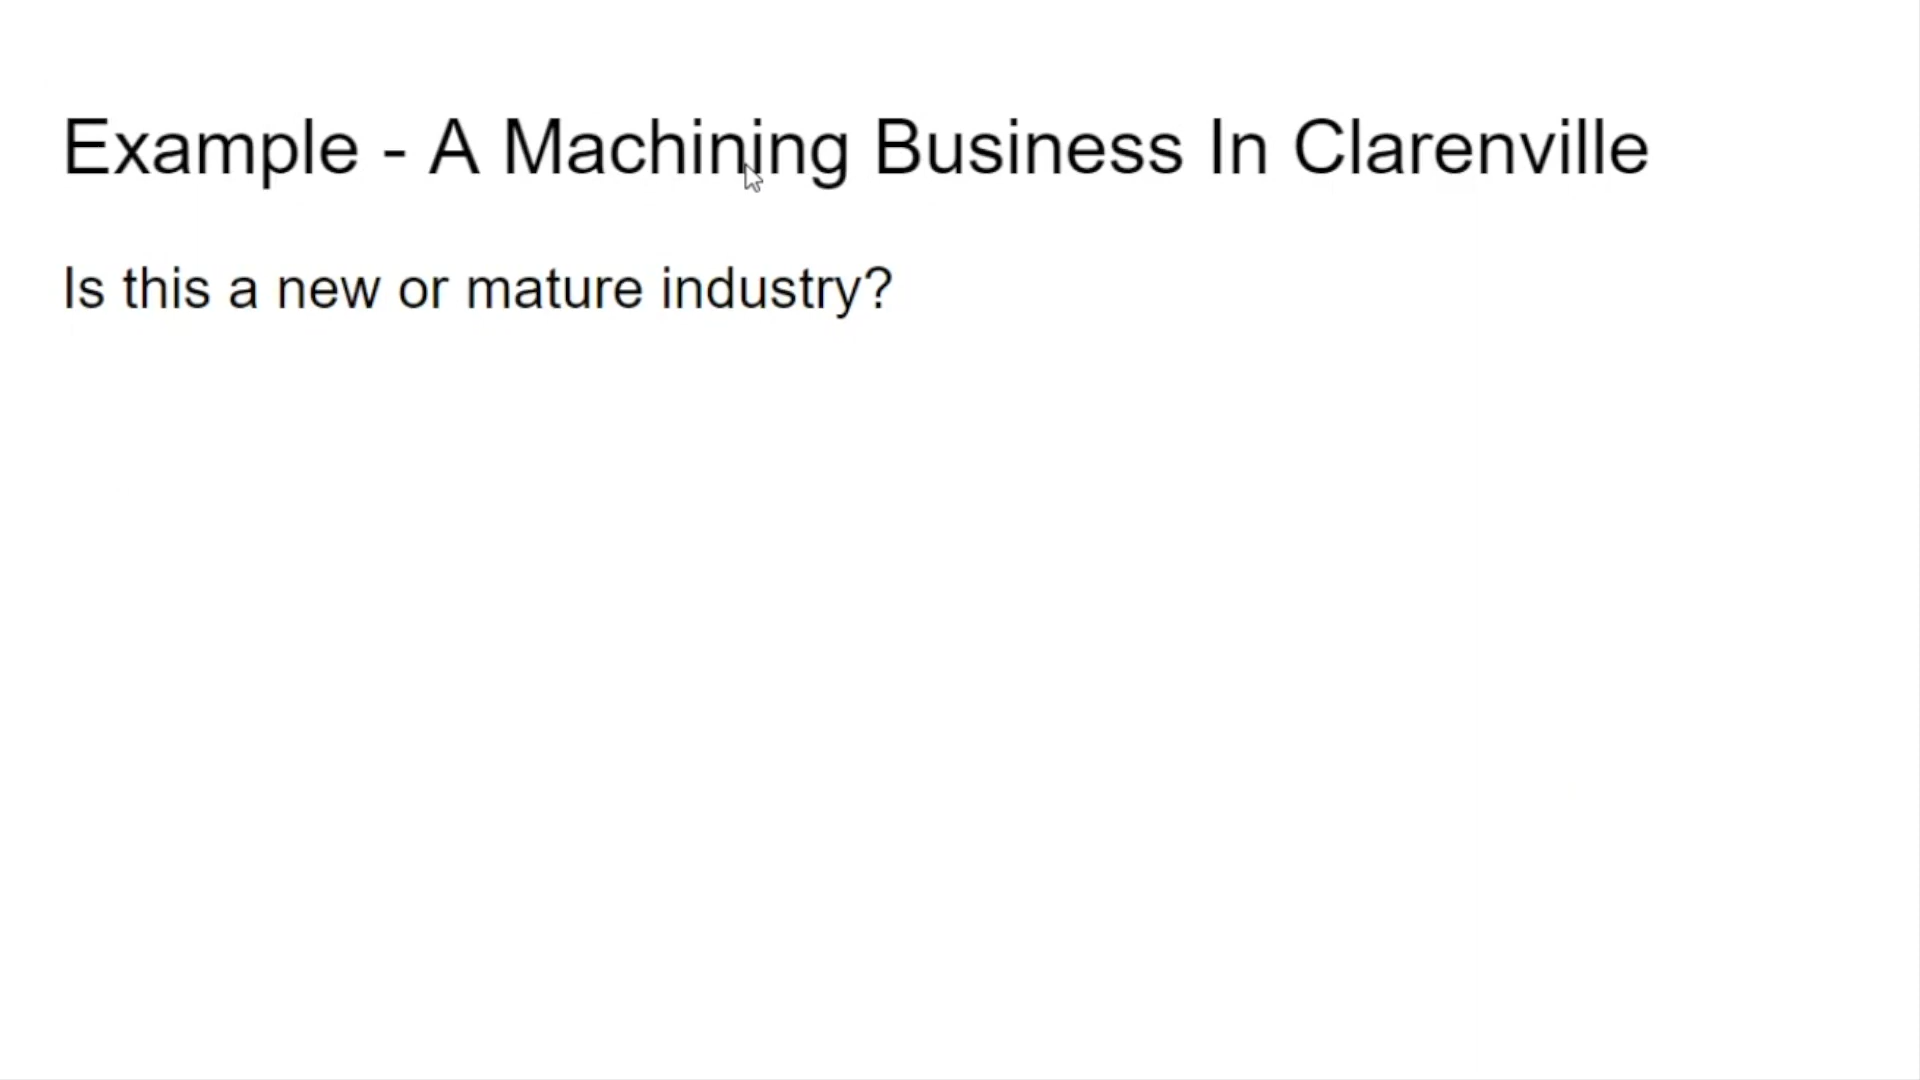 Example - A Machining Business In Clarenville
Is this a new or mature industry?